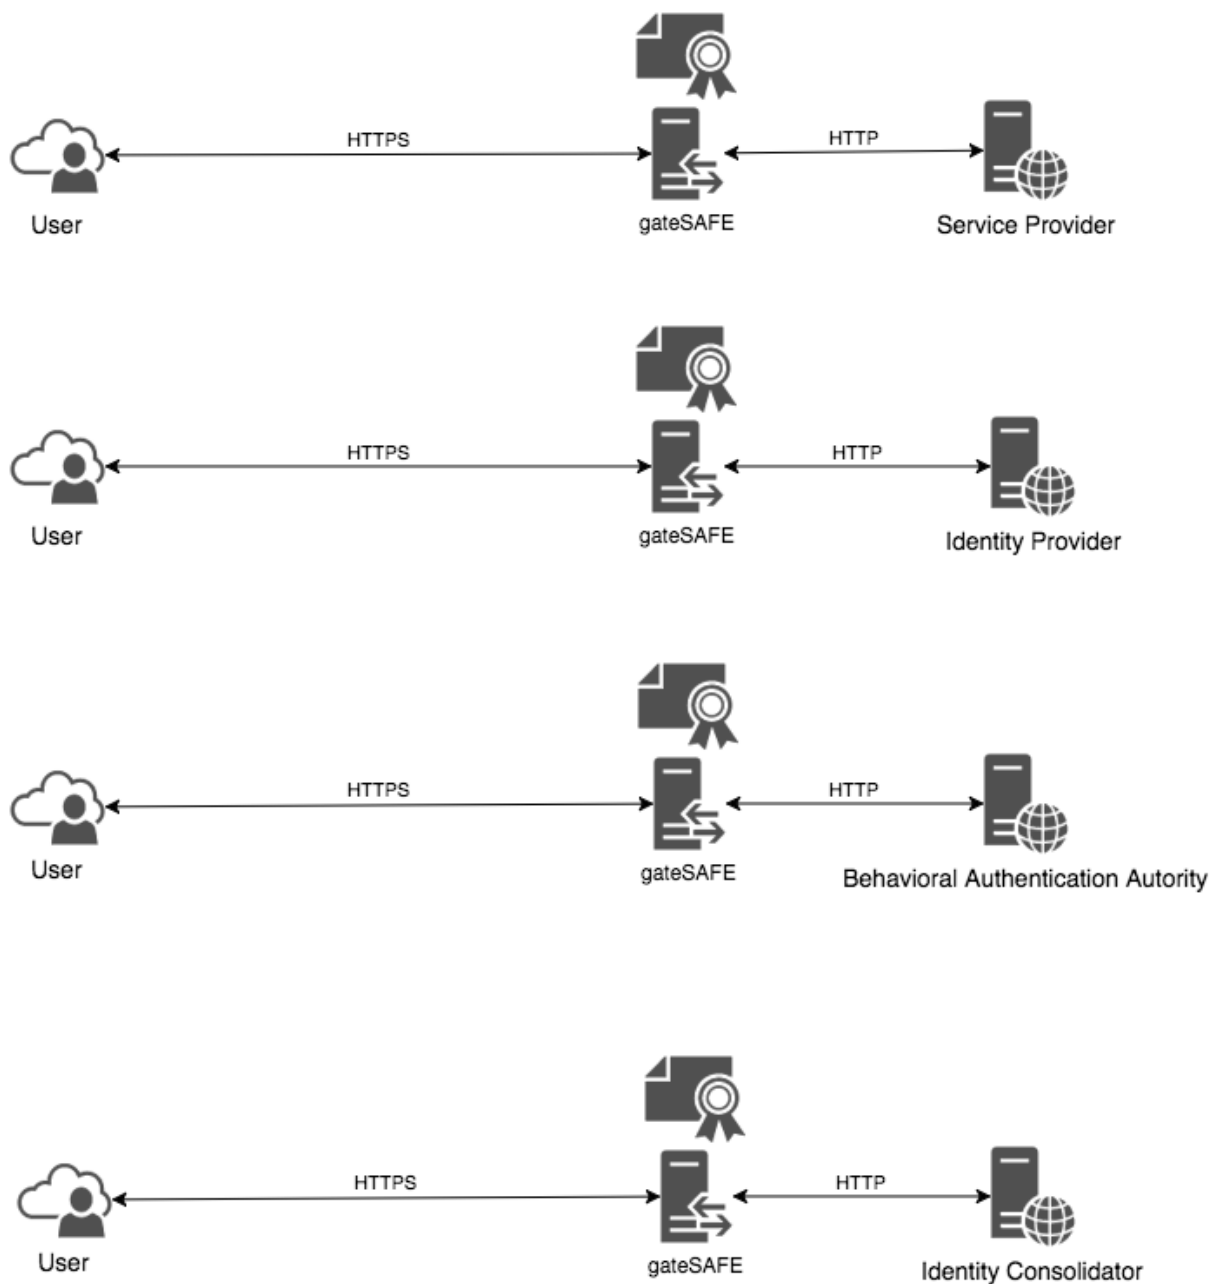 HTTPS
HTTP
User
gateSAFE
Service Provider
HTTPS
HTTP
User
gateSAFE
Identity Provider
HTTPS
HTTP
User
gateSAFE
Behavioral Authentication Autority
HTTPS
HTTP
User
gateSAFE
Identity Consolidator